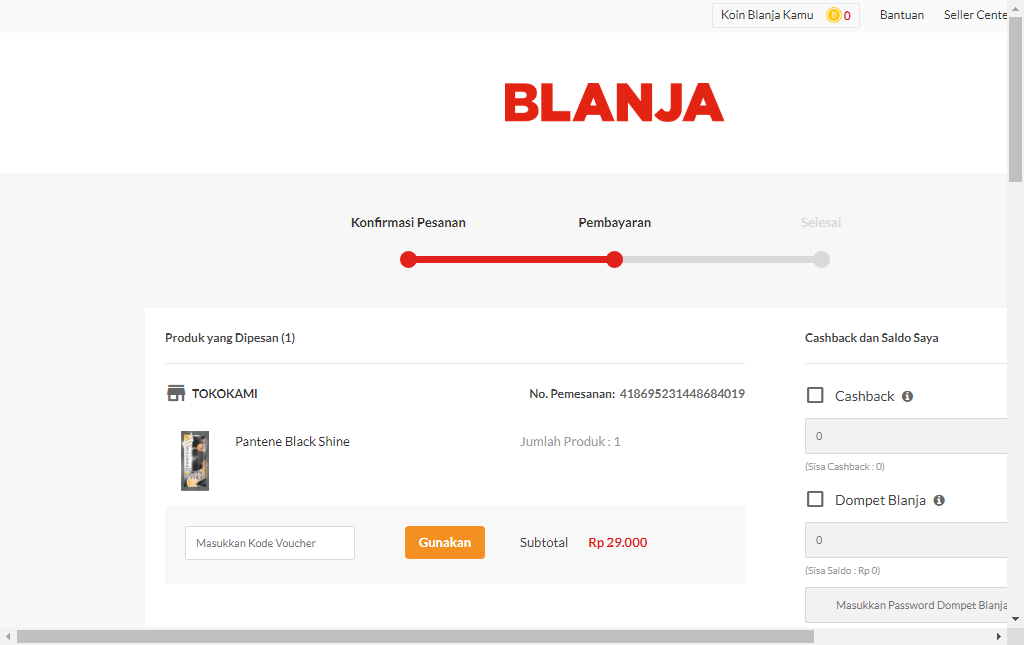 Koin Blanja Kamu 0 Bantuan Seller Cente
BLANJA
Konfirmasi Pesanan Pembayaran Selesai
Produk yang Dipesan (1)
Cashback dan Saldo Saya
TOKOKAMI No. Pemesanan: 418695231448684019
Cashback
Pantene Black Shine Jumlah Produk : 1
0
(Sisa Cashback : 0)
Dompet Blanja
Masukkan Kode Voucher Gunakan Subtotal Rp 29.000
0
(Sisa Saldo : Rp 0)
Masukkan Password Dompet Blanja